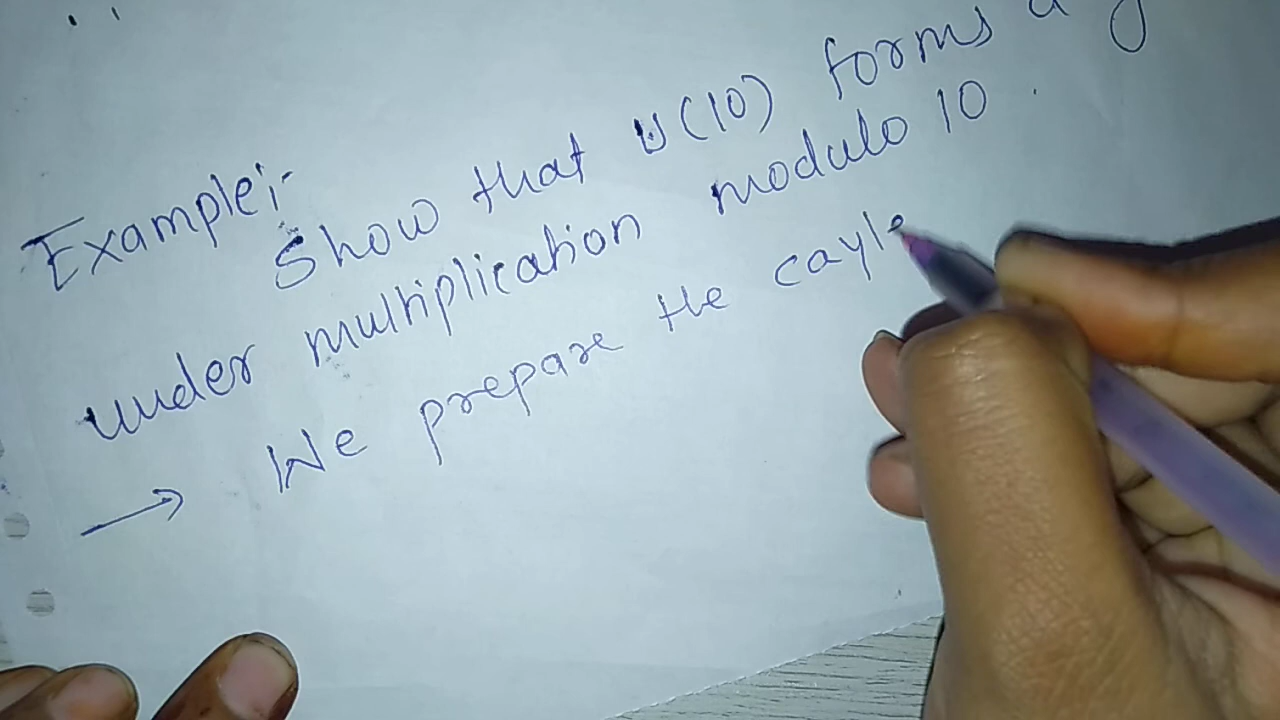 Example:-
Show that U(10) forms a g
under multiplication modulo 10.
→ We prepare the cayle